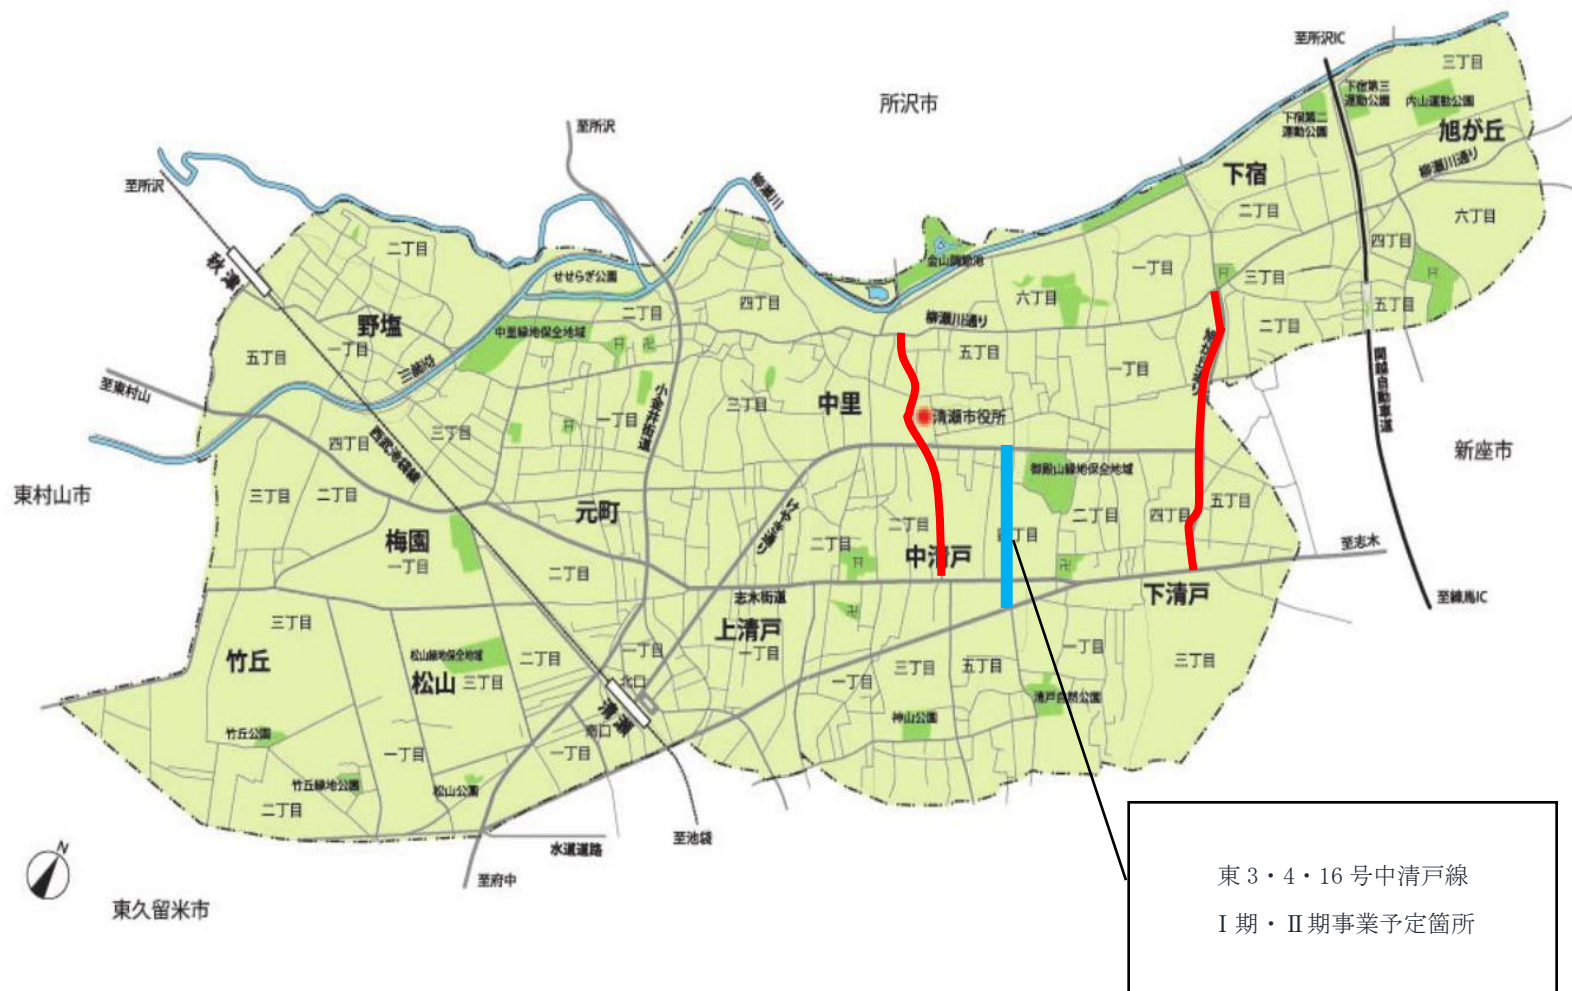 至所沢IC
三丁目
所沢市
下宿第三
運動公園
内山運動公園
下宿第二
運動公園
旭が丘
至所沢
柳瀬川通り
下宿
至所沢
柳瀬川
二丁目
六丁目
二丁目
四丁目
秋津
せせらぎ公園
金山調節池
一丁目
三丁目
六丁目
四丁目
五丁目
二丁目
柳瀬川通り
野塩
中里緑地保全地域
二丁目
一丁目
五丁目
五丁目
空堀川
一丁目
関越自動車道
至東村山
小金井街道
三丁目
中里
清瀬市役所
一丁目
三丁目
四丁目
西武池袋線
新座市
御殿山緑地保全地域
東村山市
三丁目
二丁目
五丁目
元町
けやき通り
二丁目
二丁目
四丁目
梅園
二丁目
中清戸
至志木
一丁目
二丁目
志木街道
下清戸
至練馬IC
三丁目
上清戸
一丁目
一丁目
一丁目
竹丘
松山緑地保全地域
二丁目
三丁目
五丁目
三丁目
松山
三丁目
北口
一丁目
清戸自然公園
清瀬
神山公園
竹丘公園
南口
一丁目
一丁目
竹丘緑地公園
松山公園
二丁目
至池袋
水道道路
N
至府中
東久留米市
東 3・4・16 号中清戸線
Ⅰ期・Ⅱ期事業予定箇所